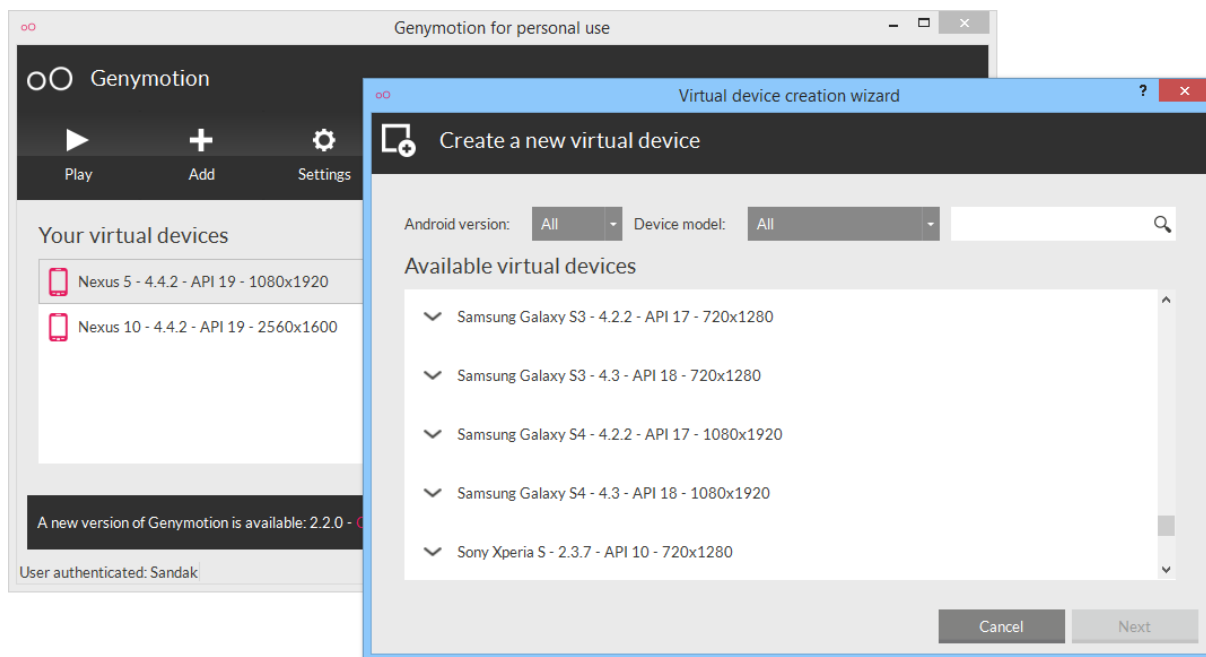 Genymotion for personal use
Genymotion
Play Add Settings
Your virtual devices
Nexus 5 - 4.4.2 - API 19 - 1080x1920
Nexus 10 - 4.4.2 - API 19 - 2560x1600
A new version of Genymotion is available: 2.2.0 -
User authenticated: Sandak
Virtual device creation wizard ?
Create a new virtual device
Android version: All Device model: All
Available virtual devices
Samsung Galaxy S3 - 4.2.2 - API 17 - 720x1280
Samsung Galaxy S3 - 4.3 - API 18 - 720x1280
Samsung Galaxy S4 - 4.2.2 - API 17 - 1080x1920
Samsung Galaxy S4 - 4.3 - API 18 - 1080x1920
Sony Xperia S - 2.3.7 - API 10 - 720x1280
Cancel Next